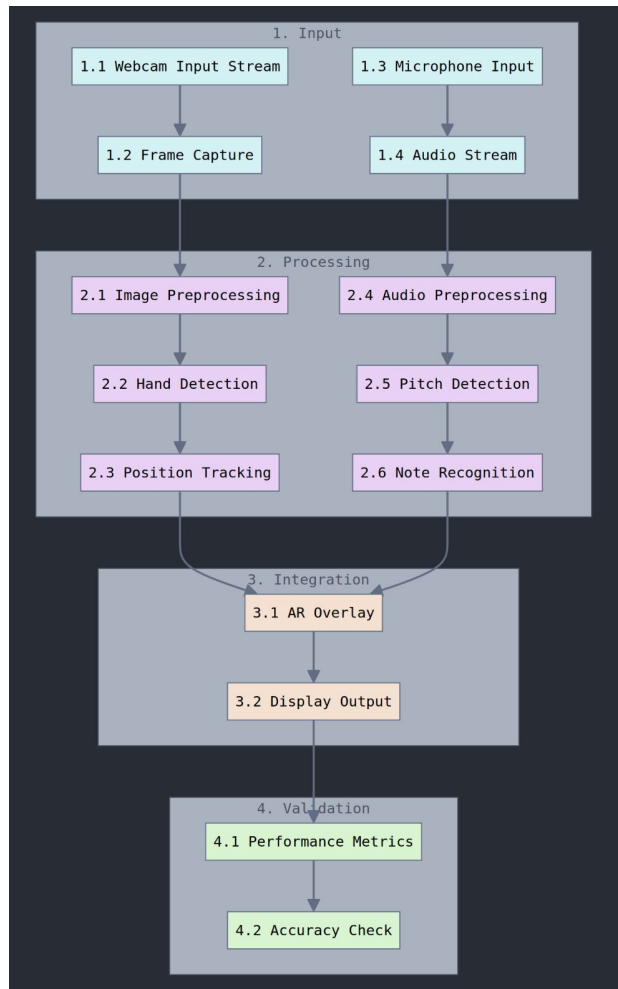 1. Input
1.1 Webcam Input Stream
1.3 Microphone Input
1.2 Frame Capture
1.4 Audio Stream
2. Processing
2.1 Image Preprocessing
2.4 Audio Preprocessing
2.2 Hand Detection
2.5 Pitch Detection
2.3 Position Tracking
2.6 Note Recognition
3. Integration
3.1 AR Overlay
3.2 Display Output
4. Validation
4.1 Performance Metrics
4.2 Accuracy Check